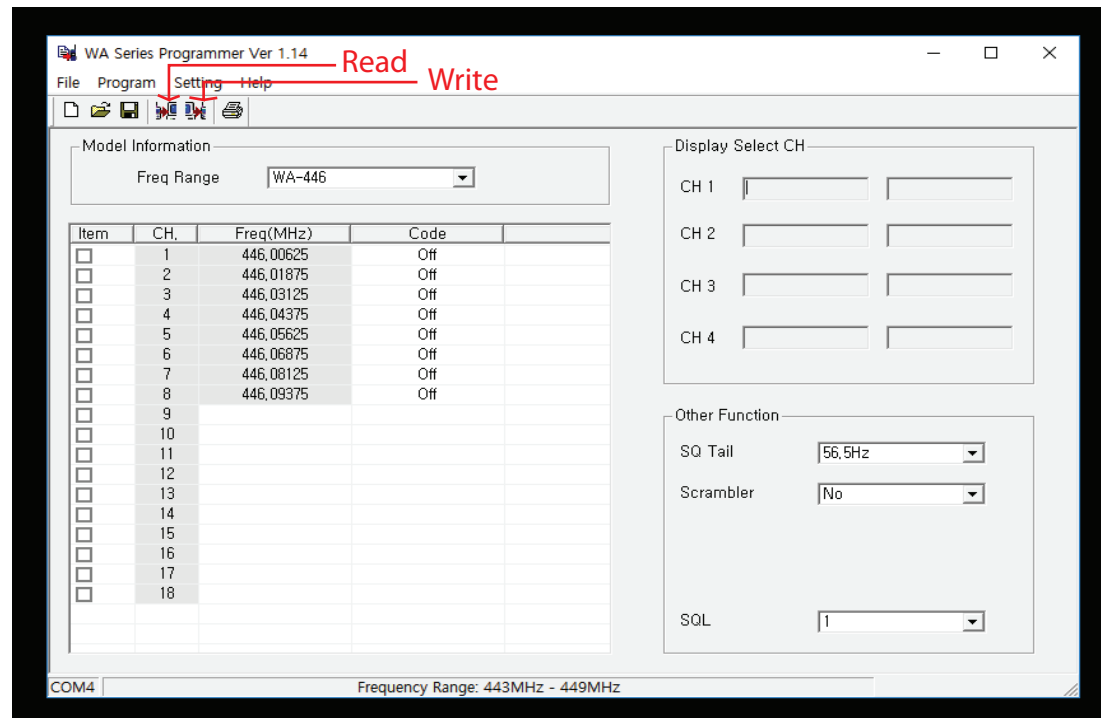 WA Series Programmer Ver 1.14
Read
File Program Setting Help
Write
Model Information
Freq Range WA-446
Item CH. Freq(MHz) Code
1 446.00625 Off
2 446.01875 Off
3 446.03125 Off
4 446.04375 Off
5 446.05625 Off
6 446.06875 Off
7 446.08125 Off
8 446.09375 Off
9
10
11
12
13
14
15
16
17
18
Display Select CH
CH 1
CH 2
CH 3
CH 4
Other Function
SQ Tail 56.5Hz
Scrambler No
SQL 1
COM4 Frequency Range: 443MHz - 449MHz